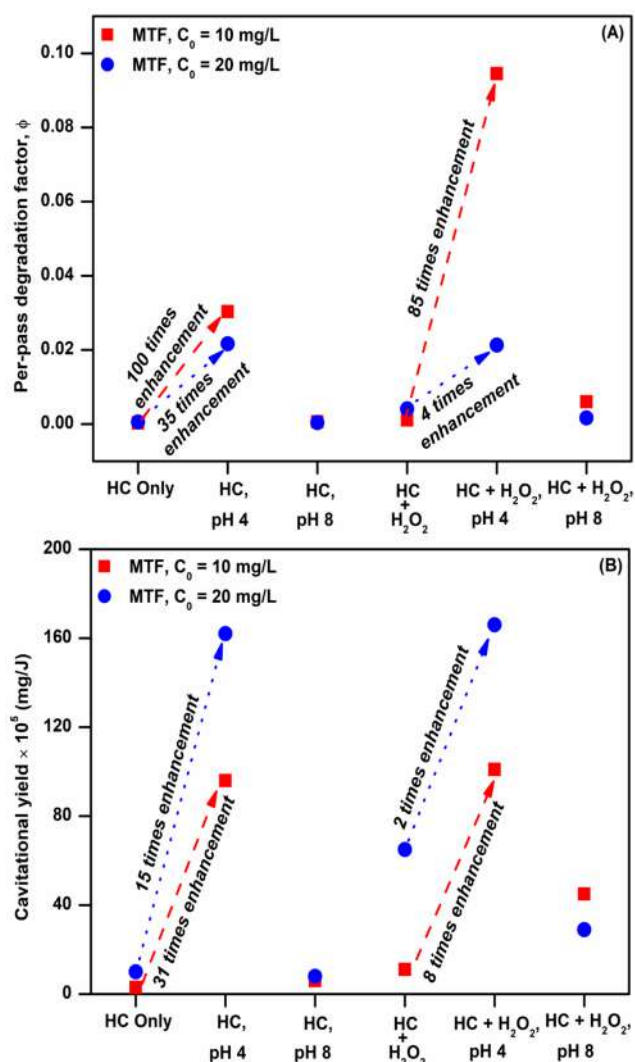 (A)
MTF, C₀ = 10 mg/L
MTF, C₀ = 20 mg/L
Per-pass degradation factor, ϕ
0.10
0.08
0.06
0.04
0.02
0.00
100 times
enhancement
35 times
enhancement
85 times enhancement
4 times
enhancement
HC Only
HC,
pH 4
HC,
pH 8
HC
+
H₂O₂
HC + H₂O₂,
pH 4
HC + H₂O₂,
pH 8
(B)
MTF, C₀ = 10 mg/L
MTF, C₀ = 20 mg/L
Cavitational yield × 10⁵ (mg/J)
200
160
120
80
40
0
15 times enhancement
31 times enhancement
2 times enhancement
8 times enhancement
HC Only
HC,
pH 4
HC,
pH 8
HC
+
H₂O₂
HC + H₂O₂,
pH 4
HC + H₂O₂,
pH 8